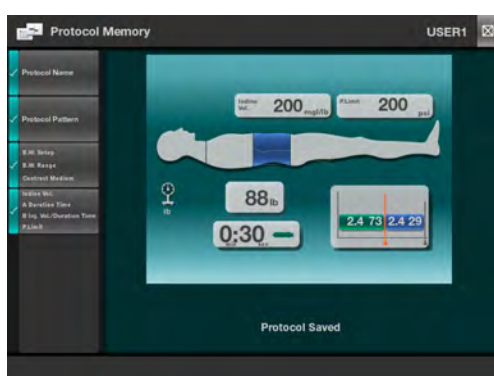 Protocol Memory
USER1
Protocol Name
Protocol Pattern
B.W. Setup
B.W. Range
Contrast Medium
Iodine Vol.
A Duration Time
B Inj. Vol./Duration Time
P.Limit
Iodine Vol. 200 mgI/lb
P.Limit 200 psi
lb
88 lb
0:30
2.4 73 2.4 29
Protocol Saved